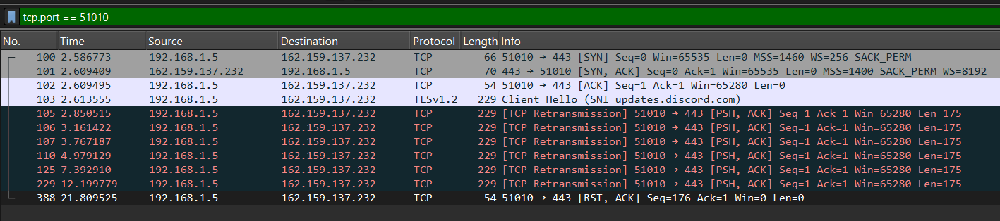 tcp.port == 51010
No. Time Source Destination Protocol Length Info
100 2.586773 192.168.1.5 162.159.137.232 TCP 66 51010 → 443 [SYN] Seq=0 Win=65535 Len=0 MSS=1460 WS=256 SACK_PERM
101 2.609409 162.159.137.232 192.168.1.5 TCP 70 443 → 51010 [SYN, ACK] Seq=0 Ack=1 Win=65535 Len=0 MSS=1400 SACK_PERM WS=8192
102 2.609495 192.168.1.5 162.159.137.232 TCP 54 51010 → 443 [ACK] Seq=1 Ack=1 Win=65280 Len=0
103 2.613555 192.168.1.5 162.159.137.232 TLSv1.2 229 Client Hello (SNI=updates.discord.com)
105 2.850515 192.168.1.5 162.159.137.232 TCP 229 [TCP Retransmission] 51010 → 443 [PSH, ACK] Seq=1 Ack=1 Win=65280 Len=175
106 3.161422 192.168.1.5 162.159.137.232 TCP 229 [TCP Retransmission] 51010 → 443 [PSH, ACK] Seq=1 Ack=1 Win=65280 Len=175
107 3.767187 192.168.1.5 162.159.137.232 TCP 229 [TCP Retransmission] 51010 → 443 [PSH, ACK] Seq=1 Ack=1 Win=65280 Len=175
110 4.979129 192.168.1.5 162.159.137.232 TCP 229 [TCP Retransmission] 51010 → 443 [PSH, ACK] Seq=1 Ack=1 Win=65280 Len=175
125 7.392910 192.168.1.5 162.159.137.232 TCP 229 [TCP Retransmission] 51010 → 443 [PSH, ACK] Seq=1 Ack=1 Win=65280 Len=175
229 12.199779 192.168.1.5 162.159.137.232 TCP 229 [TCP Retransmission] 51010 → 443 [PSH, ACK] Seq=1 Ack=1 Win=65280 Len=175
388 21.809525 192.168.1.5 162.159.137.232 TCP 54 51010 → 443 [RST, ACK] Seq=176 Ack=1 Win=0 Len=0